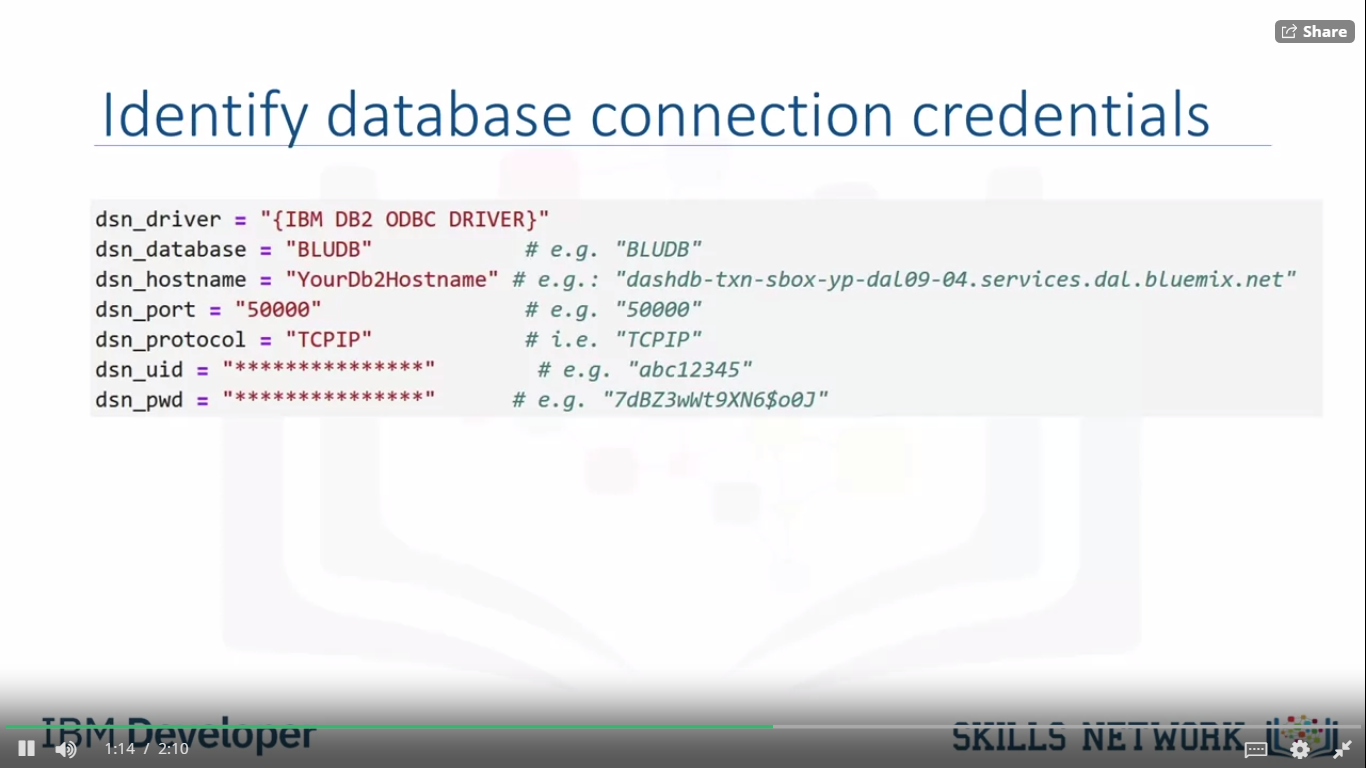 Share
Identify database connection credentials
dsn_driver = "{IBM DB2 ODBC DRIVER}"
dsn_database = "BLUDB" # e.g. "BLUDB"
dsn_hostname = "YourDb2Hostname" # e.g.: "dashdb-txn-sbox-yp-dal09-04.services.dal.bluemix.net"
dsn_port = "50000" # e.g. "50000"
dsn_protocol = "TCPIP" # i.e. "TCPIP"
dsn_uid = "***************" # e.g. "abc12345"
dsn_pwd = "***************" # e.g. "7dBZ3wWt9XN6$o0J"
IBM Developer
SKILLS NETWORK
1:14 / 2:10